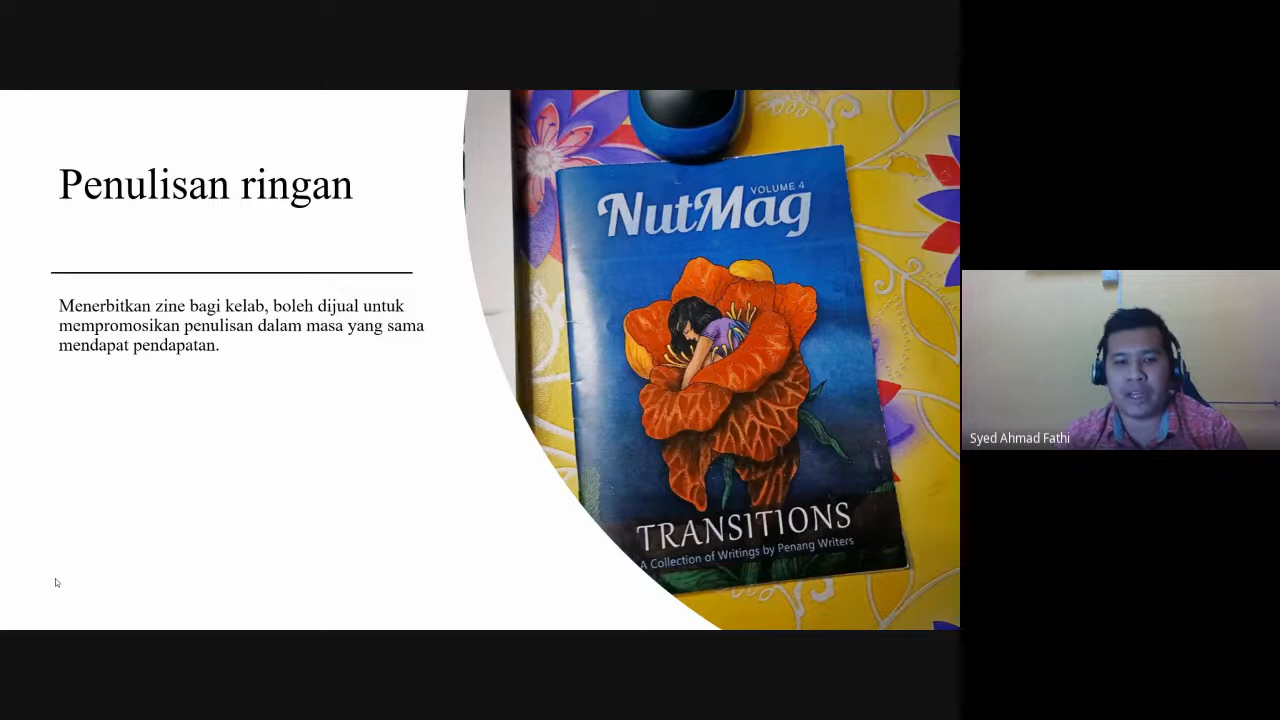 Penulisan ringan
Menerbitkan zine bagi kelab, boleh dijual untuk
mempromosikan penulisan dalam masa yang sama
mendapat pendapatan.
VOLUME 4
NutMag
TRANSITIONS
A Collection of Writings by Penang Writers
Syed Ahmad Fathi